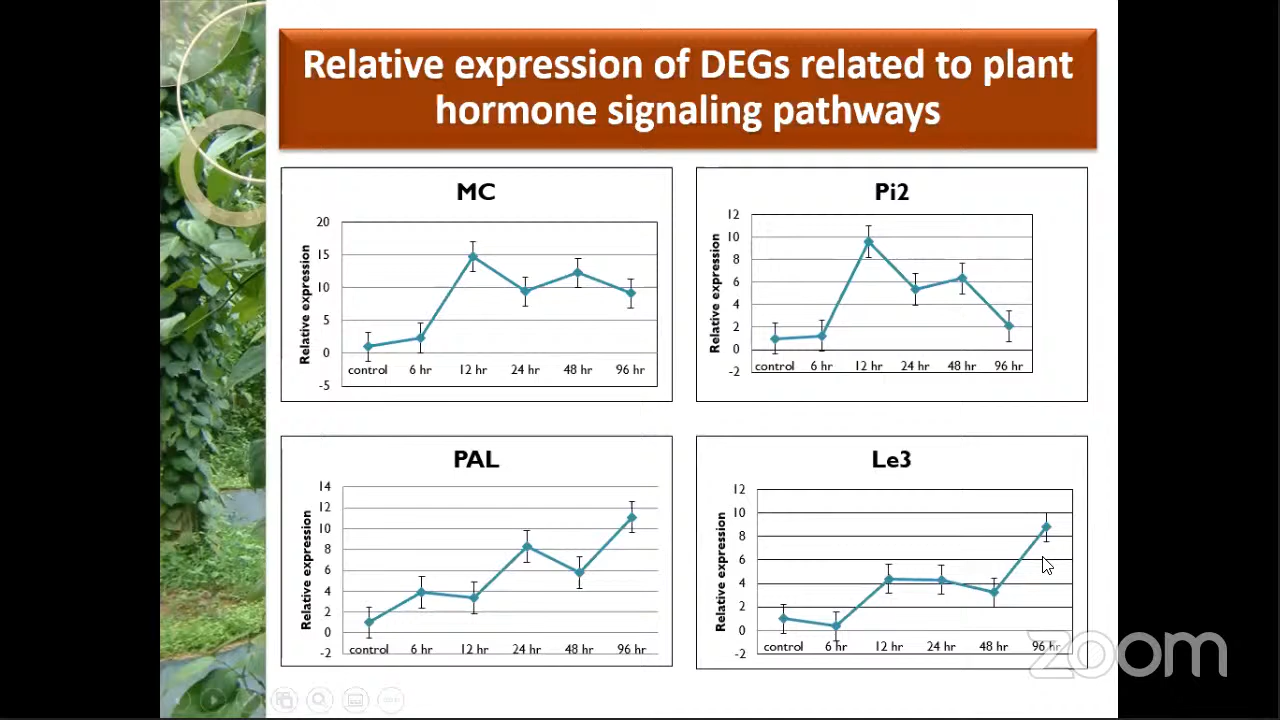 Relative expression of DEGs related to plant
hormone signaling pathways
MC
Relative expression
20
15
10
5
0
-5
control 6 hr 12 hr 24 hr 48 hr 96 hr
Pi2
Relative expression
12
10
8
6
4
2
0
-2
control 6 hr 12 hr 24 hr 48 hr 96 hr
PAL
Relative expression
14
12
10
8
6
4
2
0
-2
control 6 hr 12 hr 24 hr 48 hr 96 hr
Le3
Relative expression
12
10
8
6
4
2
0
-2
control 6 hr 12 hr 24 hr 48 hr 96 hr
zoom